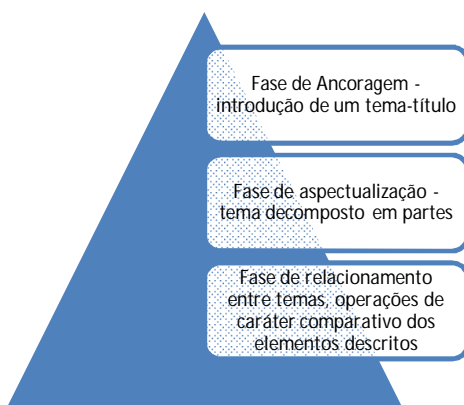 Fase de Ancoragem -
introdução de um tema-título
Fase de aspectualização -
tema decomposto em partes
Fase de relacionamento
entre temas, operações de
caráter comparativo dos
elementos descritos